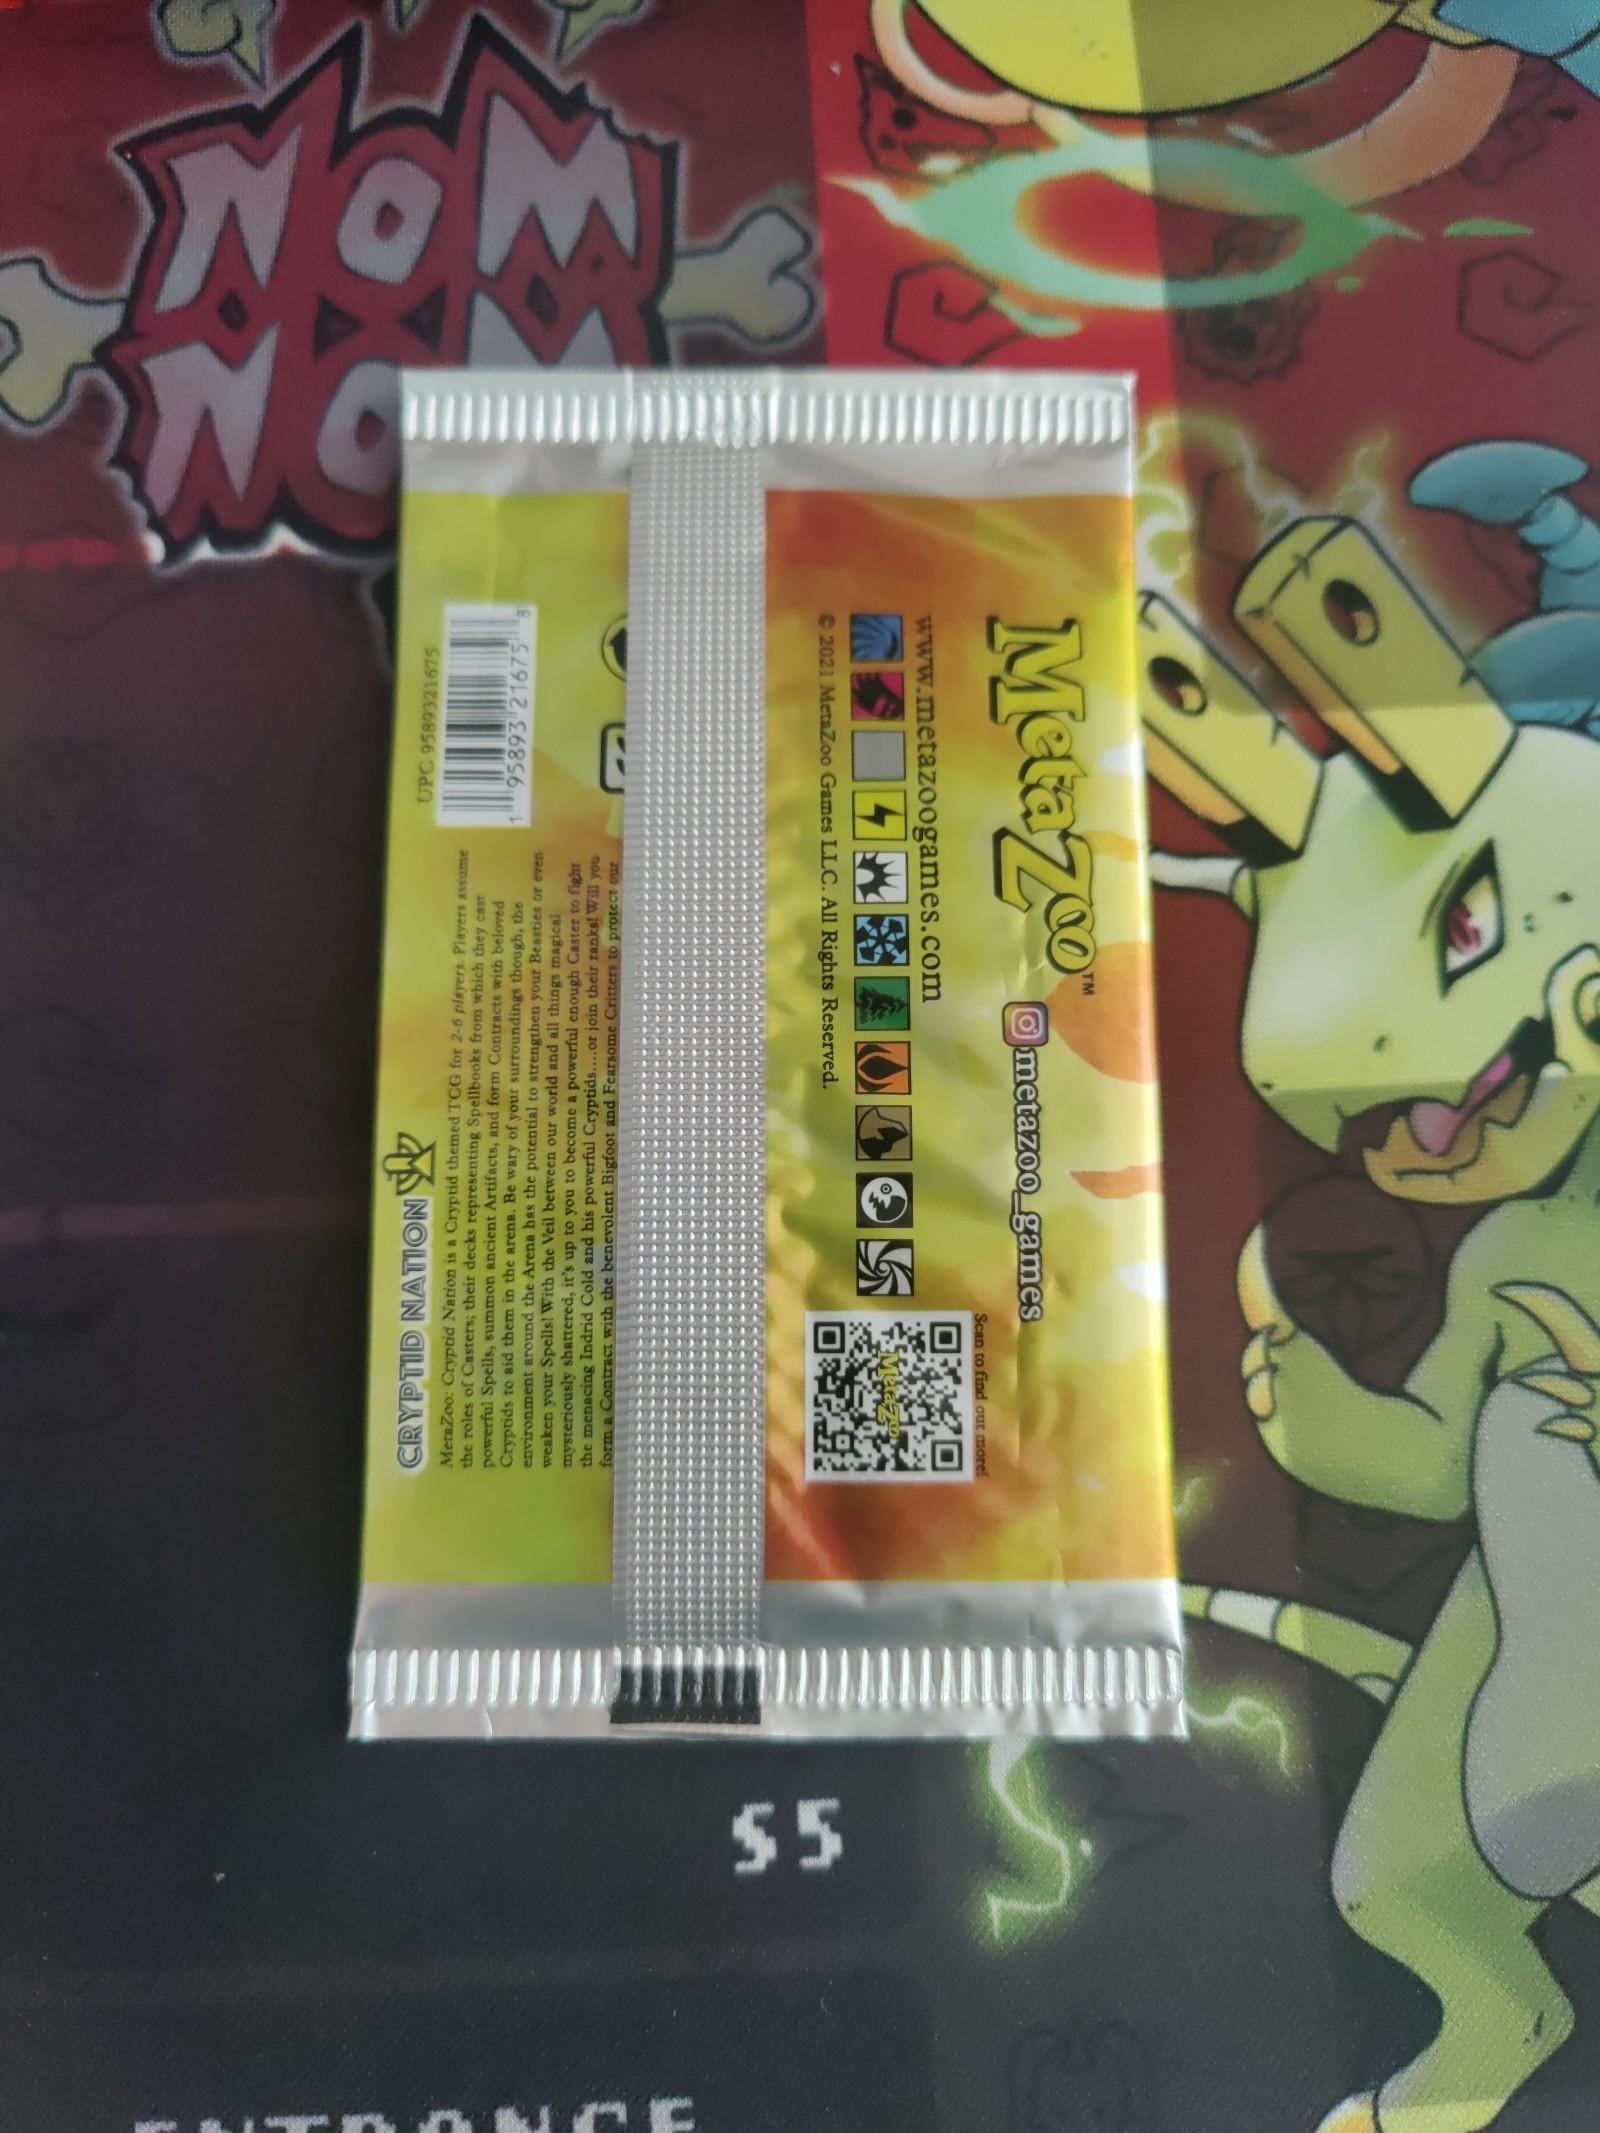 NOM
NOM
MetaZoo™
metazoo_games
www.metazoogames.com
© 2021 MetaZoo Games LLC. All Rights Reserved.
Scan to find out more!
MetaZoo
CRYPTID NATION
MetaZoo: Cryptid Nation is a Cryptid themed TCG for 2-6 players. Players assume
the roles of Casters; their decks representing Spellbooks from which they cast
powerful Spells, summon ancient Artifacts, and form Contracts with beloved
Cryptids to aid them in the arena. Be wary of your surroundings though, the
environment around the Arena has the potential to strengthen your Beasties or even
weaken your Spells! With the Veil between our world and all things magical
mysteriously shattered, it's up to you to become a powerful enough Caster to fight
the menacing Indrid Cold and his powerful Cryptids...or join their ranks! Will you
form a Contract with the benevolent Bigfoot and Fearsome Critters to protect our
1 95893 21675 8
UPC 9589321675
S5
ENTRANCE